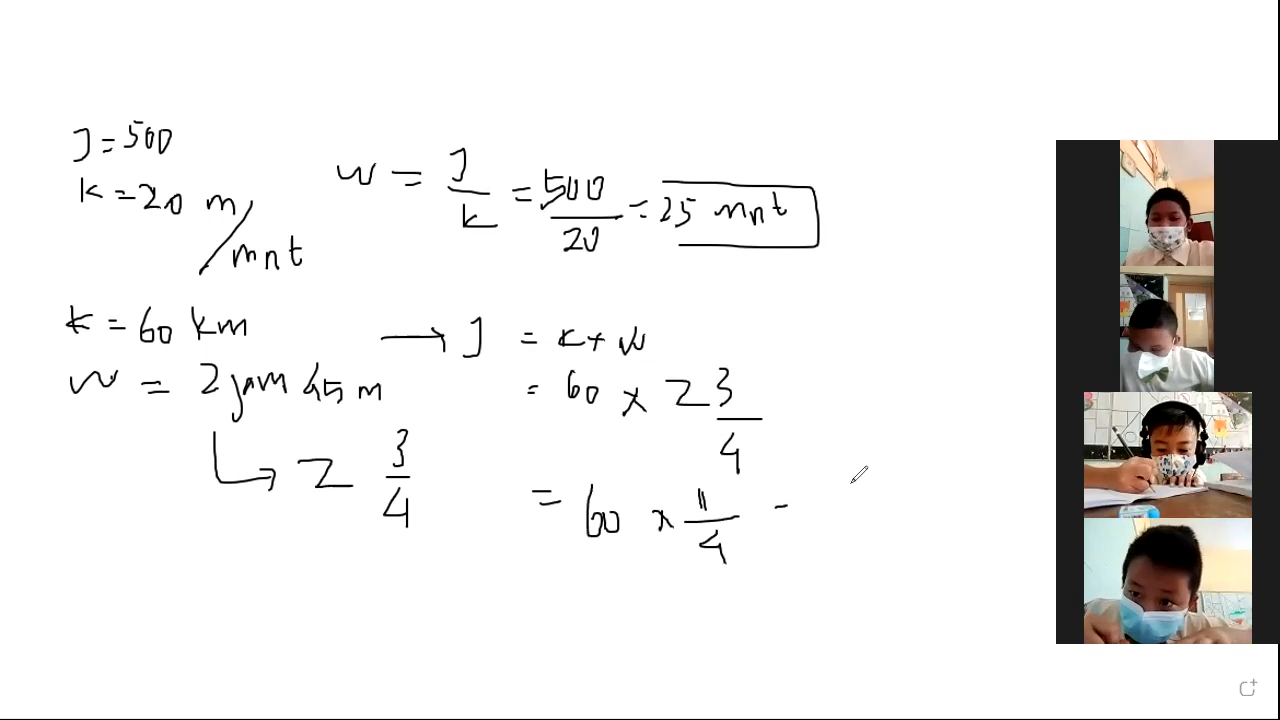 J = 500
k = 20 m/mnt
w = J/k = 500/20 = 25 mnt
k = 60 km
w = 2 jam 45 m
→ 2 3/4
→ J = k x w
= 60 x 2 3/4
= 60 x 11/4 -